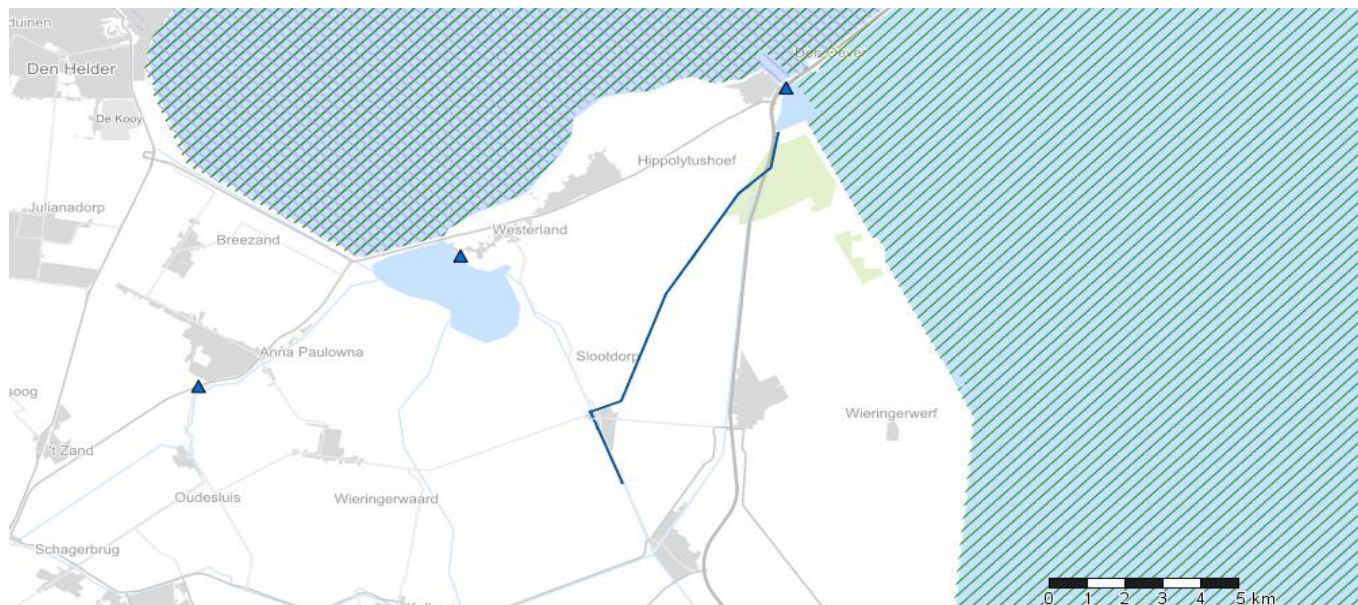 duinen
Den Oever
Den Helder
De Kooy
Hippolytushoef
Julianadorp
Westerland
Breezand
Anna Paulowna
Slootdorp
soog
Wieringerwerf
't Zand
Oudesluis
Wieringerwaard
Schagerbrug
0 1 2 3 4 5 km